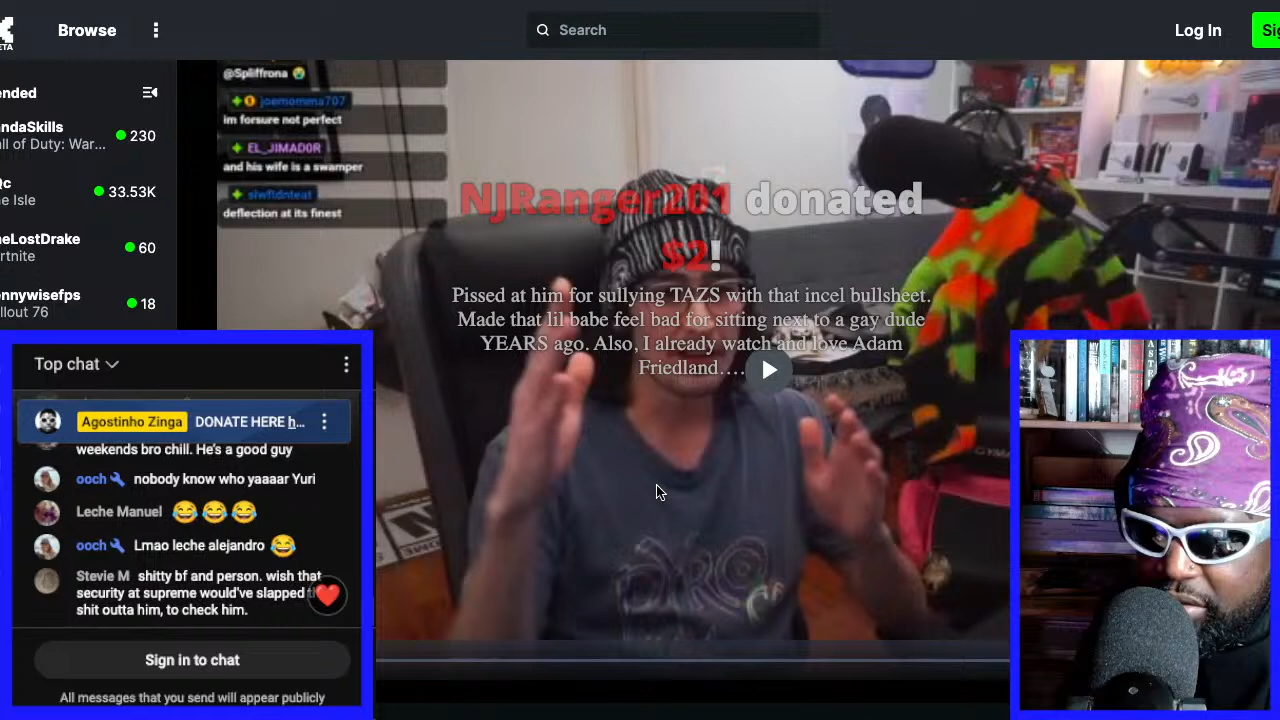 Browse
Search
Log In
Sig
ETA
ended
ndaSkills
ll of Duty: War...
230
Qc
e Isle
33.53K
eLostDrake
rtnite
60
nnywisefps
llout 76
18
@Spliffrona 😭
joemomma707
im forsure not perfect
EL_JIMAD0R
and his wife is a swamper
slwftdnteat
deflection at its finest
NJRanger201 donated
$2!
Pissed at him for sullying TAZS with that incel bullsheet.
Made that lil babe feel bad for sitting next to a gay dude
YEARS ago. Also, I already watch and love Adam
Friedland....
Top chat
Agostinho Zinga DONATE HERE h...
weekends bro chill. He's a good guy
ooch nobody know who yaaaar Yuri
Leche Manuel 😂😂😂
ooch Lmao leche alejandro 😂
Stevie M shitty bf and person. wish that
security at supreme would've slapped t
shit outta him, to check him.
Sign in to chat
All messages that you send will appear publicly